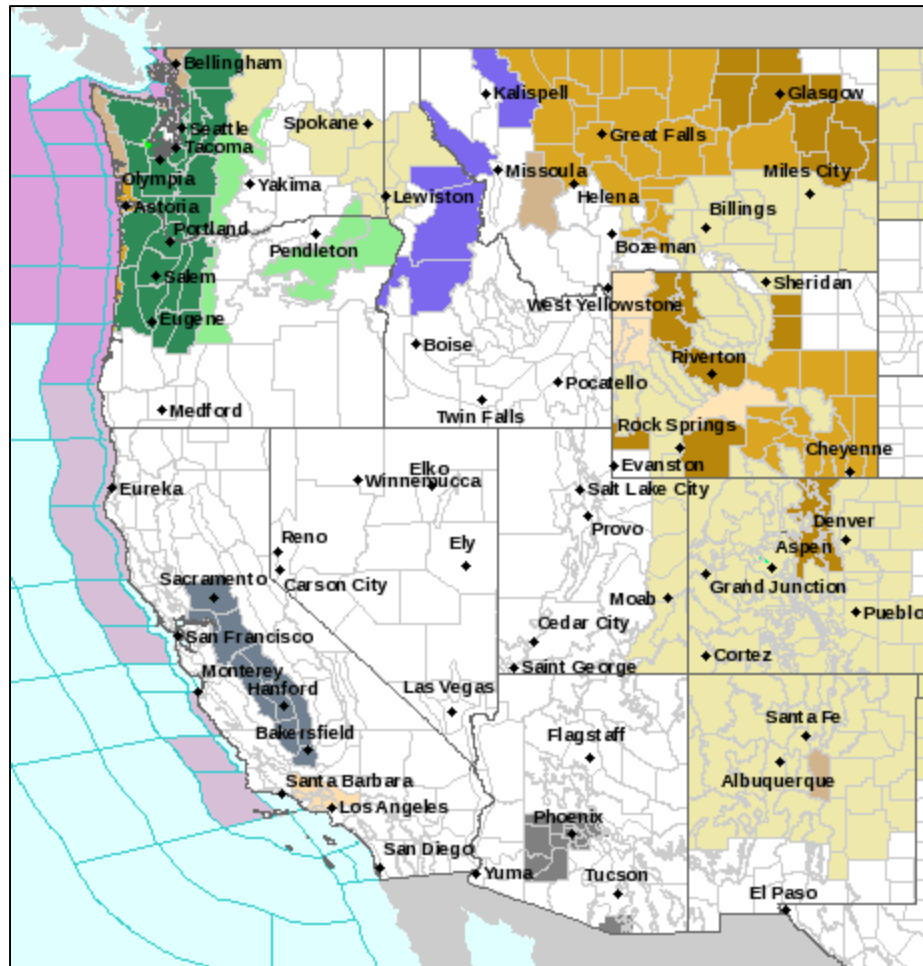 Bellingham
Kalispell
Glasgow
Seattle
Spokane
Great Falls
Tacoma
Olympia
Missoula
Miles City
Yakima
Lewiston
Helena
Astoria
Billings
Portland
Pendleton
Bozeman
Salem
Sheridan
West Yellowstone
Eugene
Boise
Riverton
Pocatello
Medford
Twin Falls
Rock Springs
Cheyenne
Elko
Evanston
Winnemucca
Eureka
Salt Lake City
Provo
Denver
Reno
Ely
Aspen
Sacramento
Carson City
Grand Junction
Moab
Pueblo
San Francisco
Cedar City
Cortez
Monterey
Saint George
Hanford
Las Vegas
Santa Fe
Bakersfield
Flagstaff
Santa Barbara
Albuquerque
Los Angeles
Phoenix
San Diego
Yuma
Tucson
El Paso